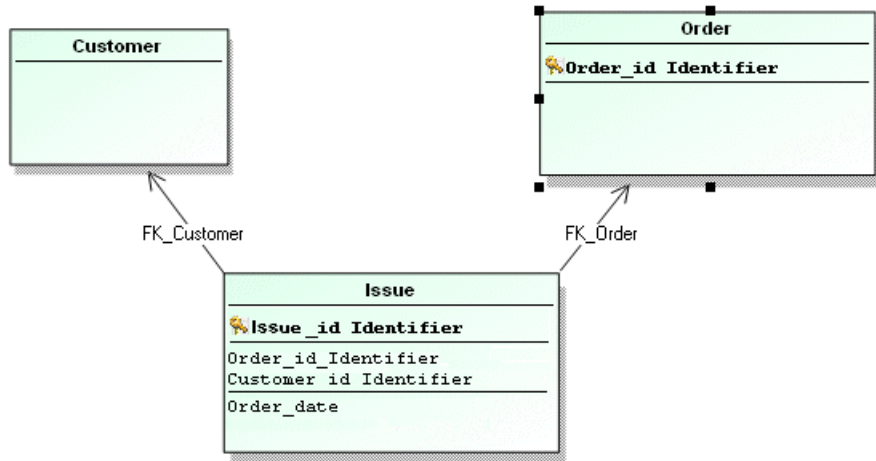 Customer
Order
Order_id Identifier
FK_Customer
FK_Order
Issue
Issue_id Identifier
Order_id_Identifier
Customer id Identifier
Order_date